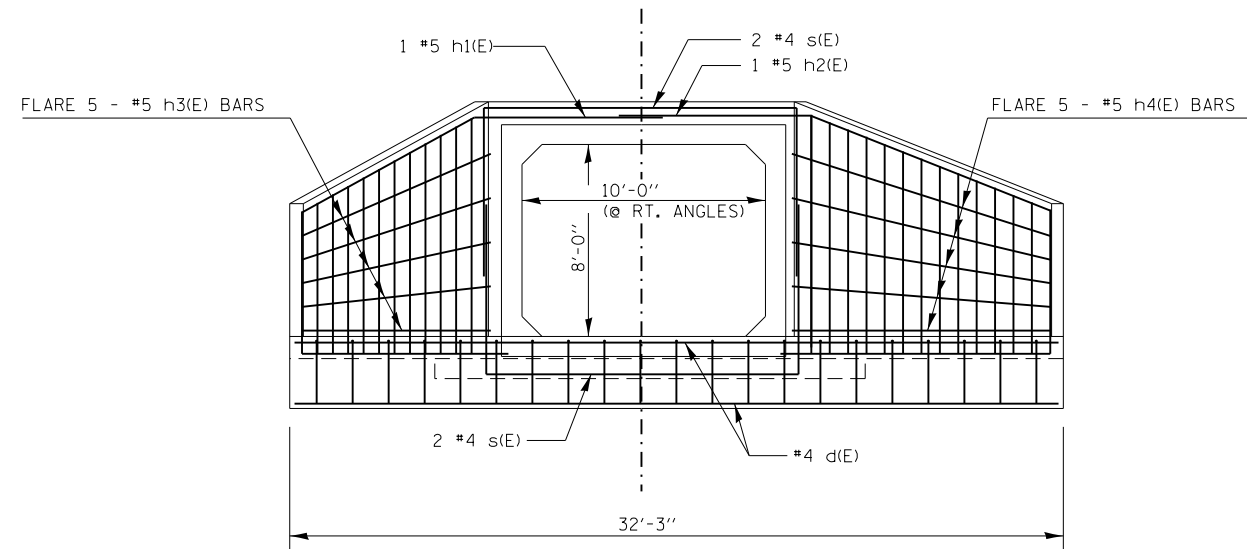 1 #5 h1(E)
2 #4 s(E)
1 #5 h2(E)
FLARE 5 - #5 h3(E) BARS
FLARE 5 - #5 h4(E) BARS
10'-0''
(@ RT. ANGLES)
8'-0''
2 #4 s(E)
#4 d(E)
32'-3''